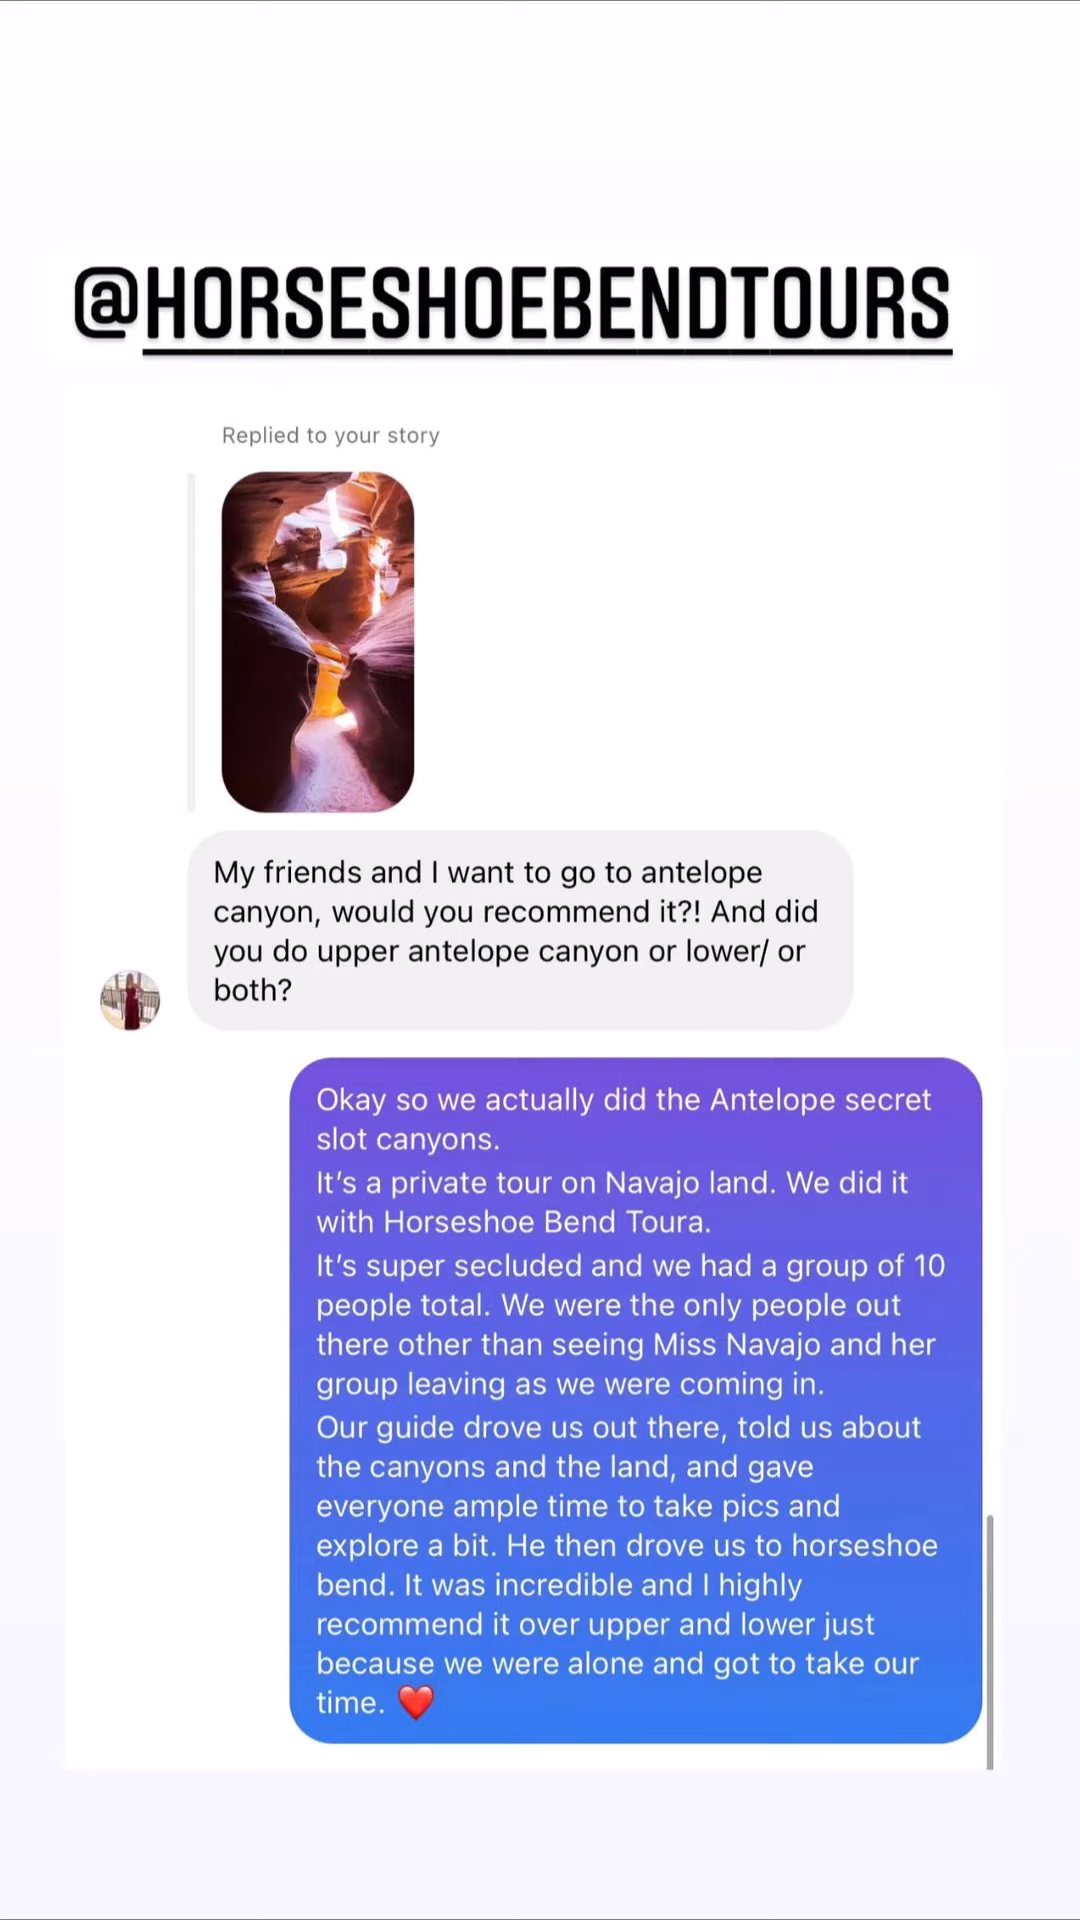 @HORSESHOEBENDTOURS
Replied to your story
My friends and I want to go to antelope
canyon, would you recommend it?! And did
you do upper antelope canyon or lower/ or
both?
Okay so we actually did the Antelope secret
slot canyons.
It's a private tour on Navajo land. We did it
with Horseshoe Bend Toura.
It's super secluded and we had a group of 10
people total. We were the only people out
there other than seeing Miss Navajo and her
group leaving as we were coming in.
Our guide drove us out there, told us about
the canyons and the land, and gave
everyone ample time to take pics and
explore a bit. He then drove us to horseshoe
bend. It was incredible and I highly
recommend it over upper and lower just
because we were alone and got to take our
time. ❤️